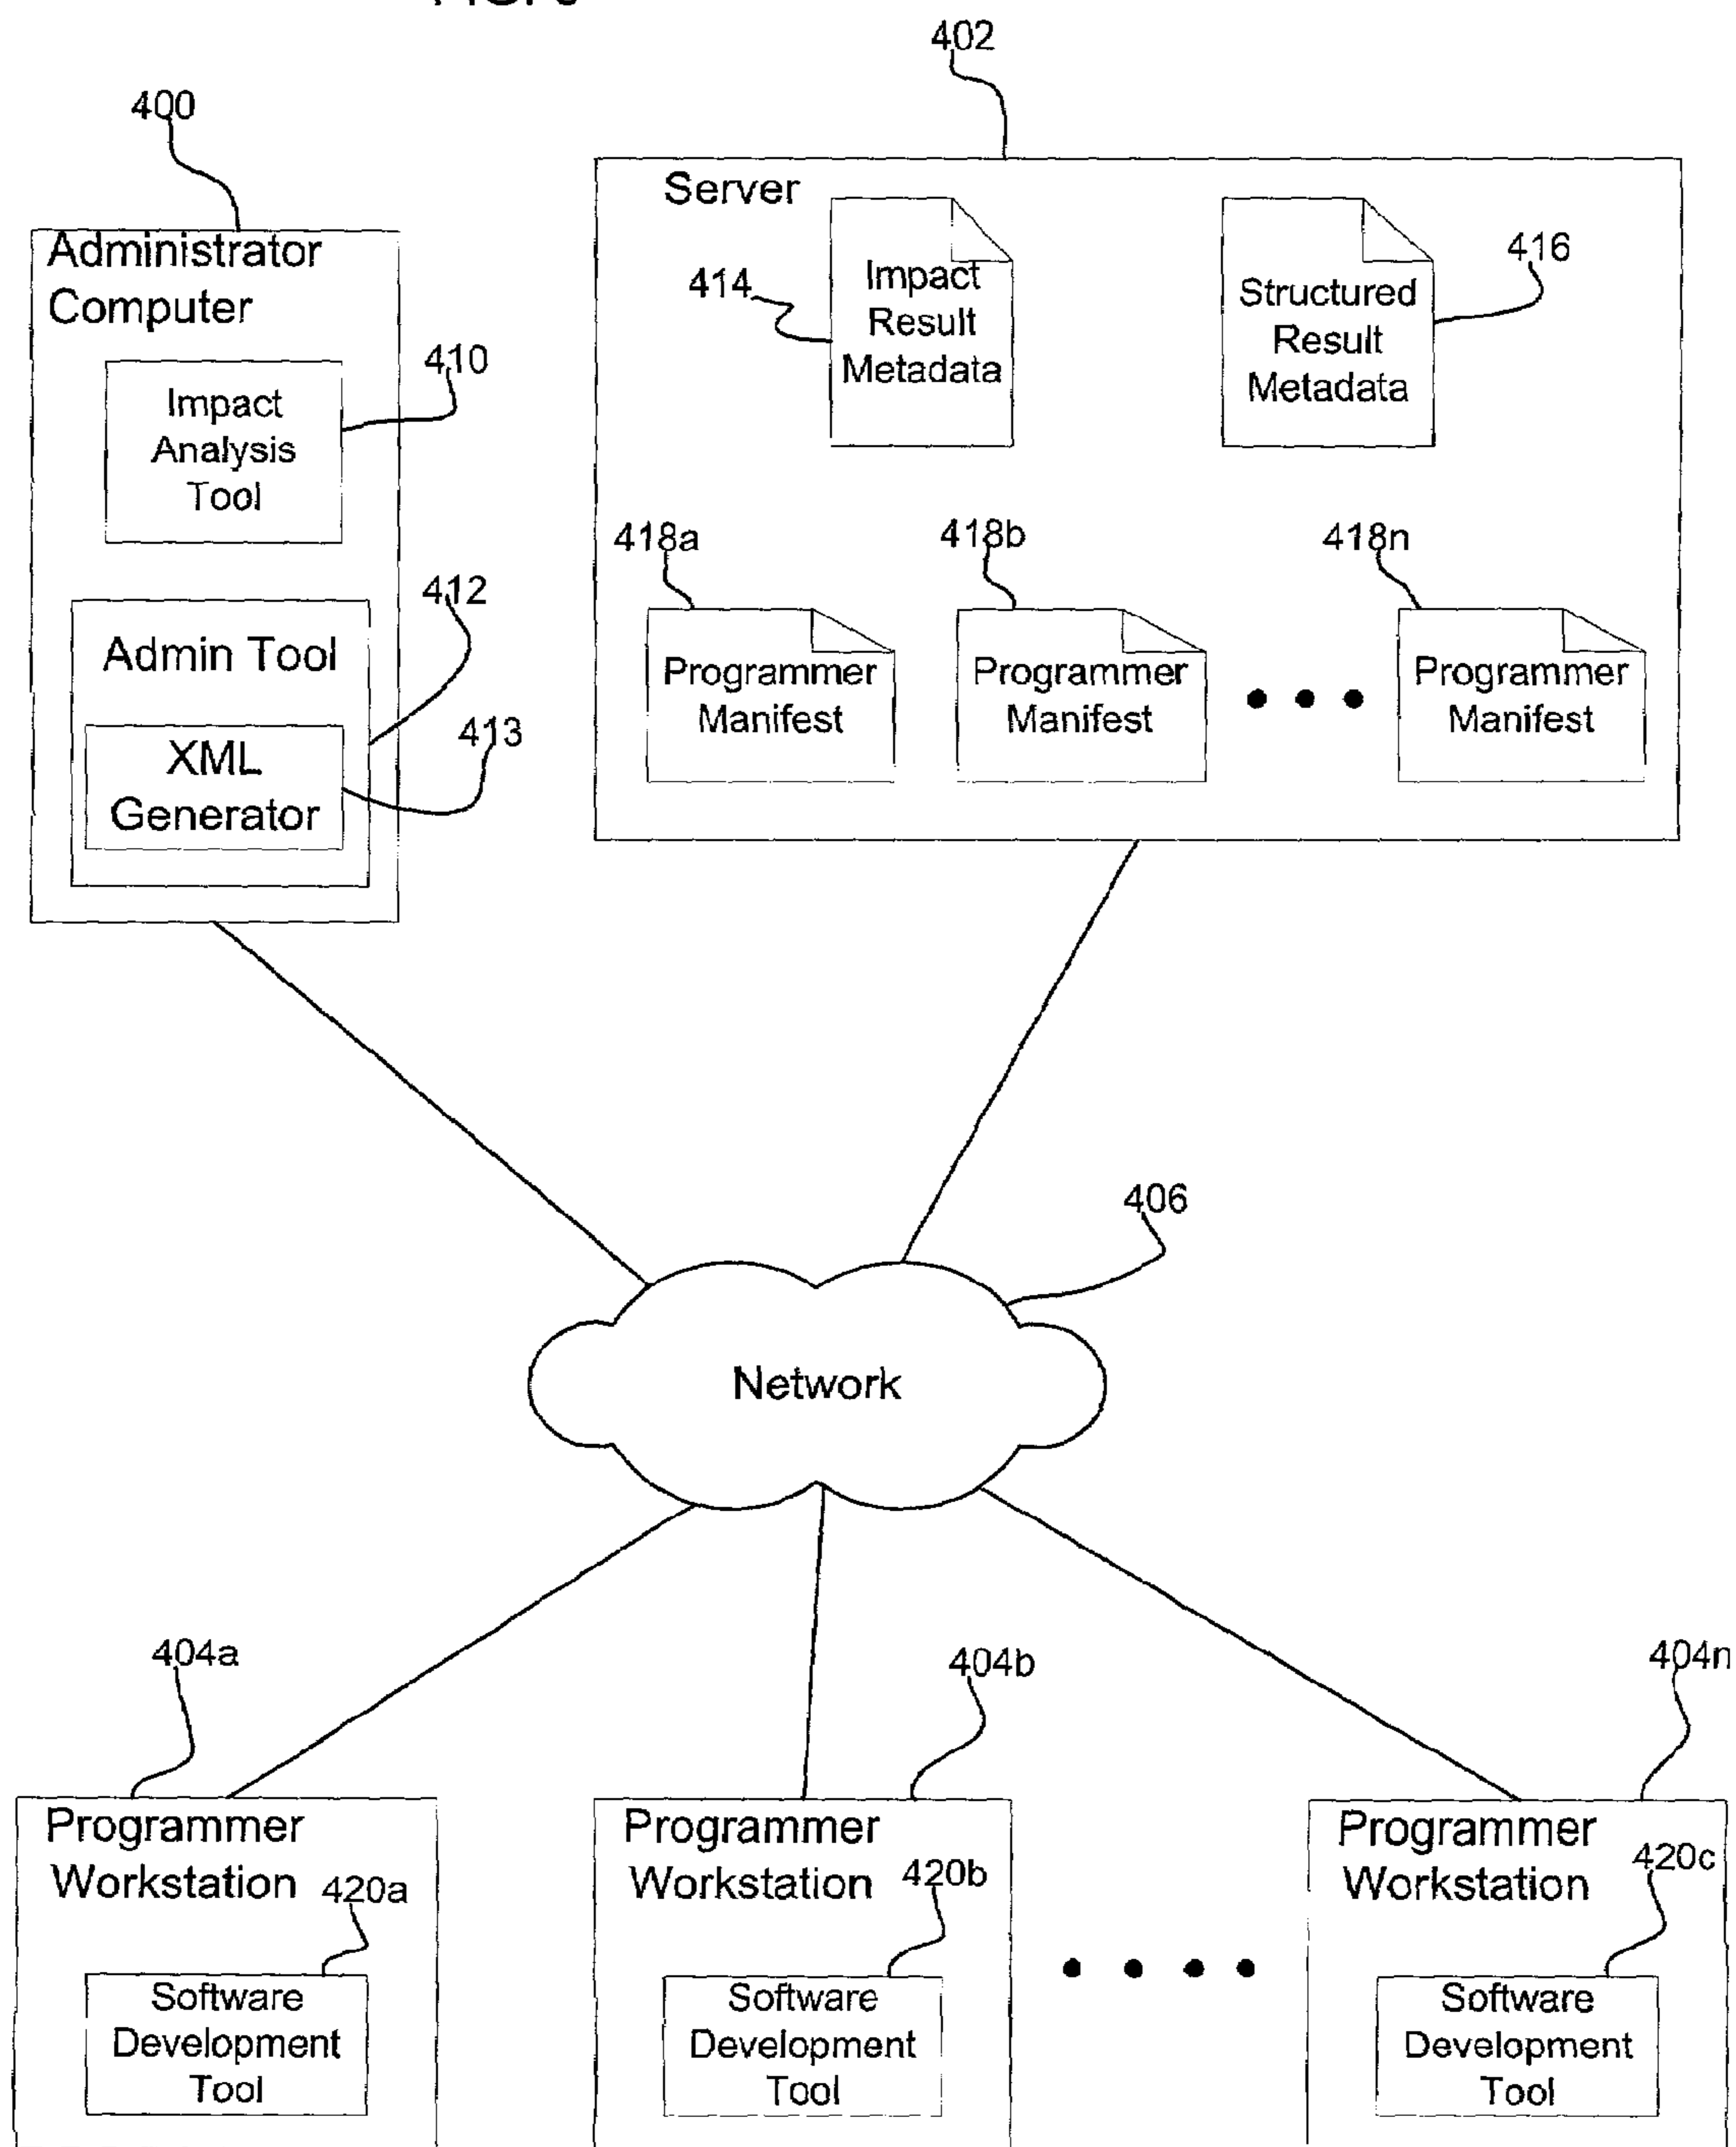 402
400
Server
Administrator
Computer
414
Impact
Result
Metadata
416
Structured
Result
Metadata
410
Impact
Analysis
Tool
418a
418b
418n
412
Admin Tool
413
XML
Generator
Programmer
Manifest
Programmer
Manifest
Programmer
Manifest
406
Network
404a
404b
404n
Programmer
Workstation
420a
Software
Development
Tool
Programmer
Workstation
420b
Software
Development
Tool
Programmer
Workstation
420c
Software
Development
Tool